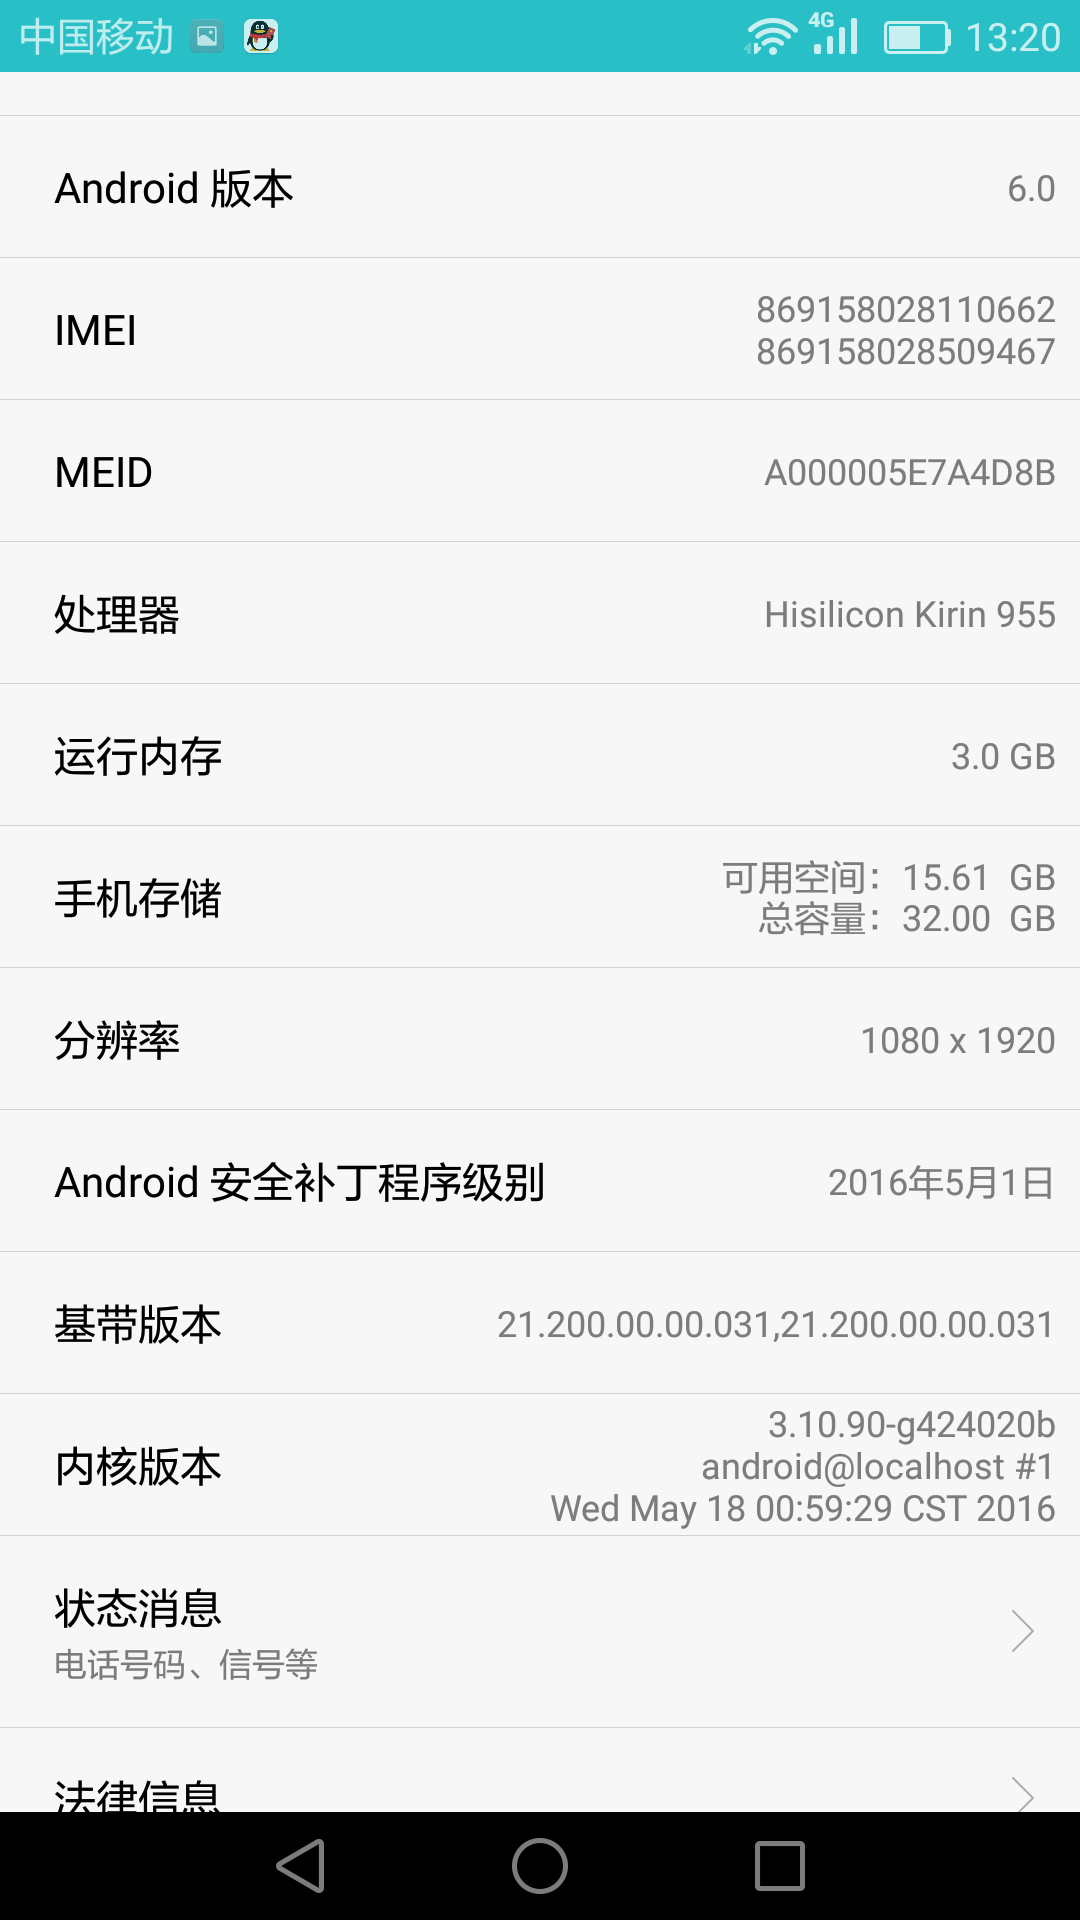 中国移动 4G 13:20
Android 版本 6.0
IMEI 869158028110662
869158028509467
MEID A000005E7A4D8B
处理器 Hisilicon Kirin 955
运行内存 3.0 GB
手机存储 可用空间：15.61 GB
总容量：32.00 GB
分辨率 1080 x 1920
Android 安全补丁程序级别 2016年5月1日
基带版本 21.200.00.00.031,21.200.00.00.031
内核版本 3.10.90-g424020b
android@localhost #1
Wed May 18 00:59:29 CST 2016
状态消息
电话号码、信号等
法律信息